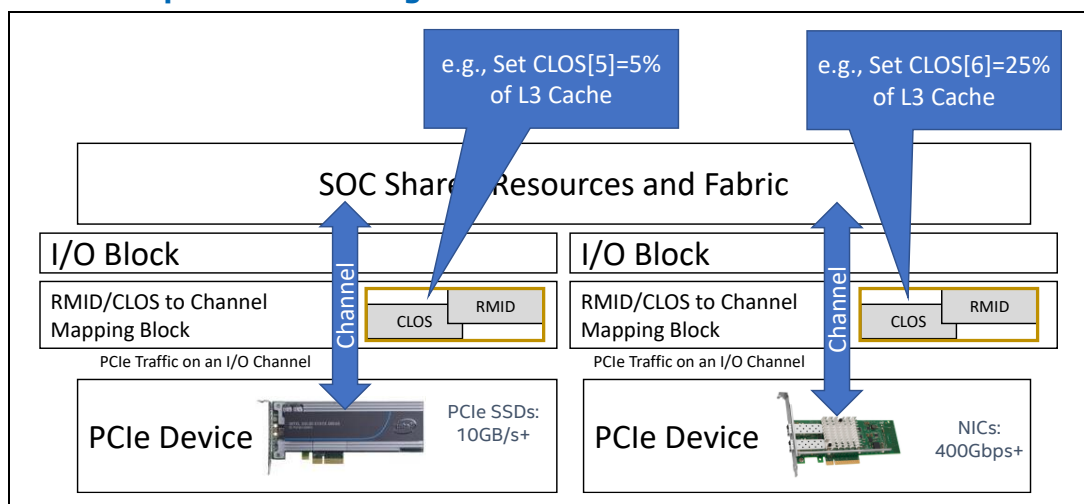 e.g., Set CLOS[5]=5%
of L3 Cache
e.g., Set CLOS[6]=25%
of L3 Cache
SOC Share Resources and Fabric
I/O Block
I/O Block
RMID/CLOS to Channel
Mapping Block
CLOS
RMID
Channel
RMID/CLOS to Channel
Mapping Block
CLOS
RMID
Channel
PCIe Traffic on an I/O Channel
PCIe Traffic on an I/O Channel
PCIe Device
PCIe SSDs:
10GB/s+
PCIe Device
NICs:
400Gbps+